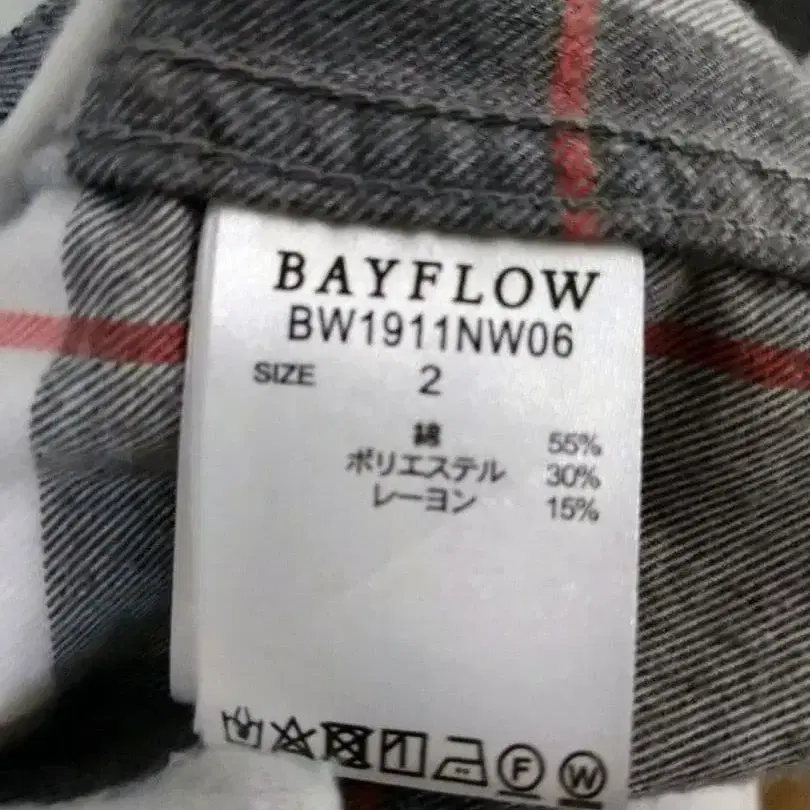 BAYFLOW
BW1911NW06
SIZE 2
綿 55%
ポリエステル 30%
レーヨン 15%
F W